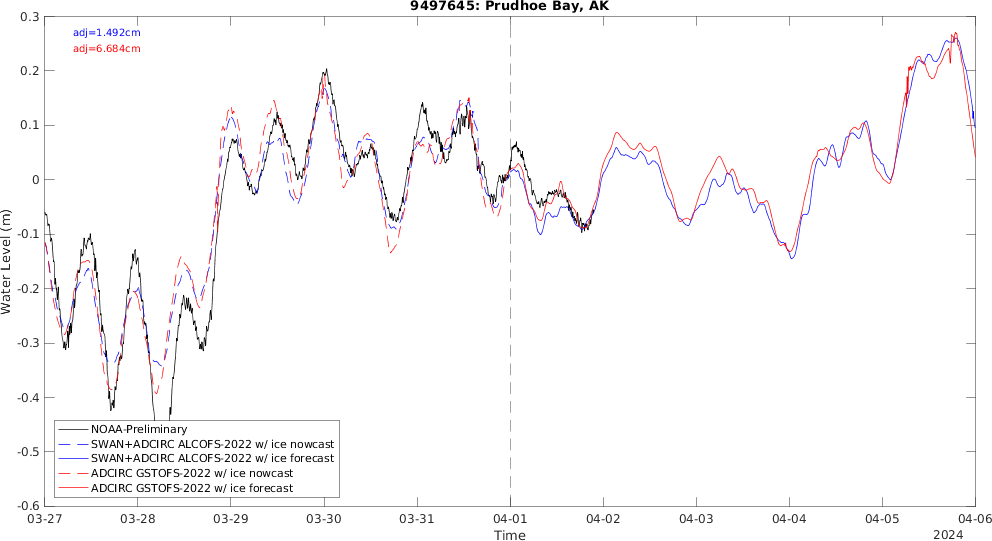 9497645: Prudhoe Bay, AK
adj=1.492cm
adj=6.684cm
0.3
0.2
0.1
0
-0.1
-0.2
-0.3
-0.4
-0.5
-0.6
Water Level (m)
NOAA-Preliminary
SWAN+ADCIRC ALCOFS-2022 w/ ice nowcast
SWAN+ADCIRC ALCOFS-2022 w/ ice forecast
ADCIRC GSTOFS-2022 w/ ice nowcast
ADCIRC GSTOFS-2022 w/ ice forecast
03-27 03-28 03-29 03-30 03-31 04-01 04-02 04-03 04-04 04-05 04-06
Time
2024